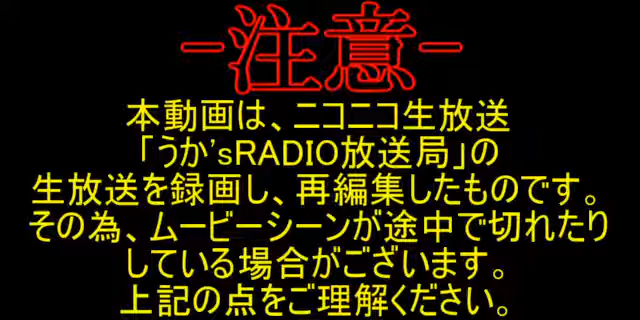 -注意-
本動画は、ニコニコ生放送
「うか’sRADIO放送局」の
生放送を録画し、再編集したものです。
その為、ムービーシーンが途中で切れたり
している場合がございます。
上記の点をご理解ください。